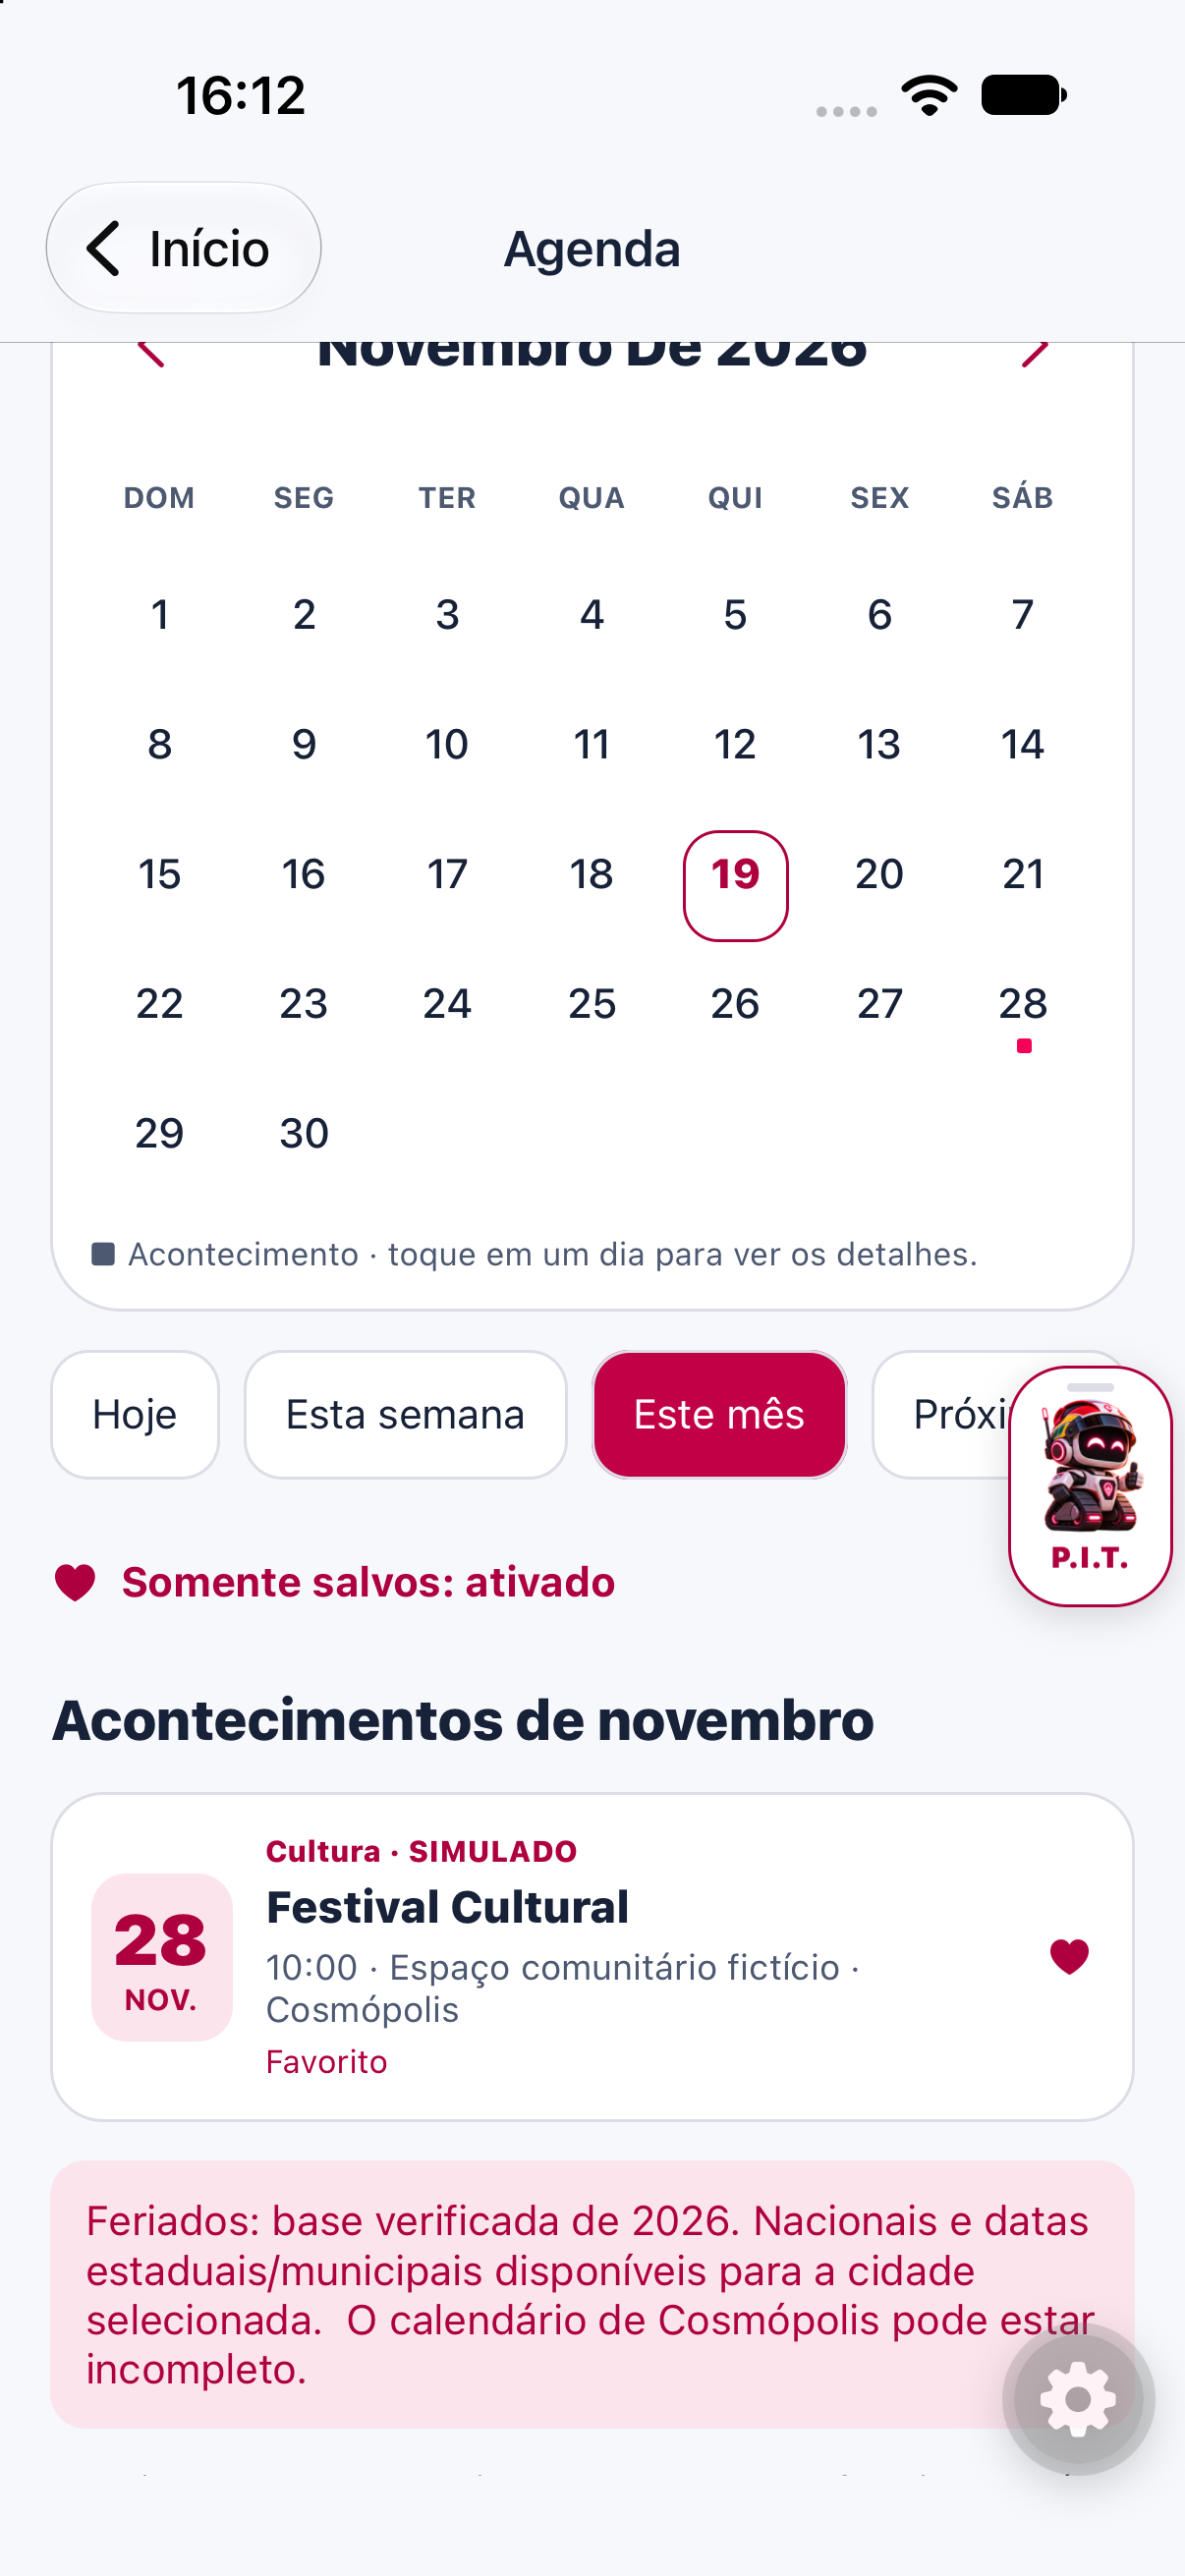 16:12
Início
Agenda
Novembro De 2026
DOM SEG TER QUA QUI SEX SÁB
1 2 3 4 5 6 7
8 9 10 11 12 13 14
15 16 17 18 19 20 21
22 23 24 25 26 27 28
29 30
Acontecimento · toque em um dia para ver os detalhes.
Hoje Esta semana Este mês
P.I.T.
Somente salvos: ativado
Acontecimentos de novembro
Cultura · SIMULADO
28
NOV.
Festival Cultural
10:00 · Espaço comunitário fictício ·
Cosmópolis
Favorito
Feriados: base verificada de 2026. Nacionais e datas
estaduais/municipais disponíveis para a cidade
selecionada.  O calendário de Cosmópolis pode estar
incompleto.